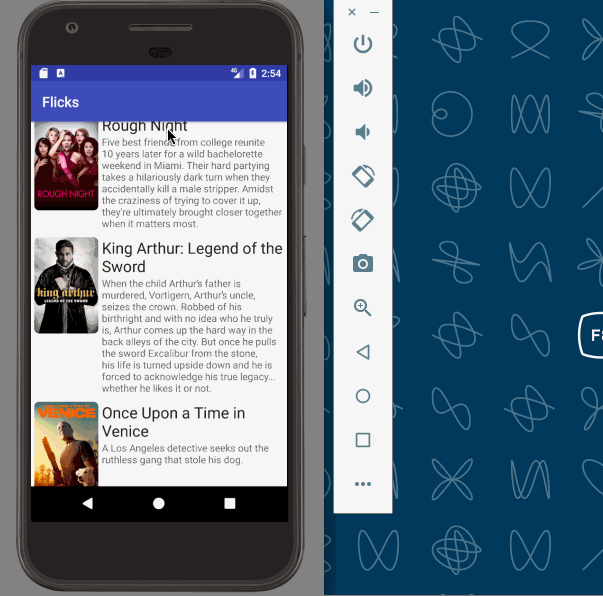 4G 2:54
Flicks
Rough Night
Five best friends from college reunite
10 years later for a wild bachelorette
weekend in Miami. Their hard partying
takes a hilariously dark turn when they
accidentally kill a male stripper. Amidst
the craziness of trying to cover it up,
they're ultimately brought closer together
when it matters most.
ROUGH NIGHT
King Arthur: Legend of the
Sword
When the child Arthur's father is
murdered, Vortigern, Arthur's uncle,
seizes the crown. Robbed of his
birthright and with no idea who he truly
is, Arthur comes up the hard way in the
back alleys of the city. But once he pulls
the sword Excalibur from the stone,
his life is turned upside down and he is
forced to acknowledge his true legacy...
whether he likes it or not.
king arthur
LEGEND OF THE SWORD
Once Upon a Time in
Venice
A Los Angeles detective seeks out the
ruthless gang that stole his dog.
VENICE
A
F8